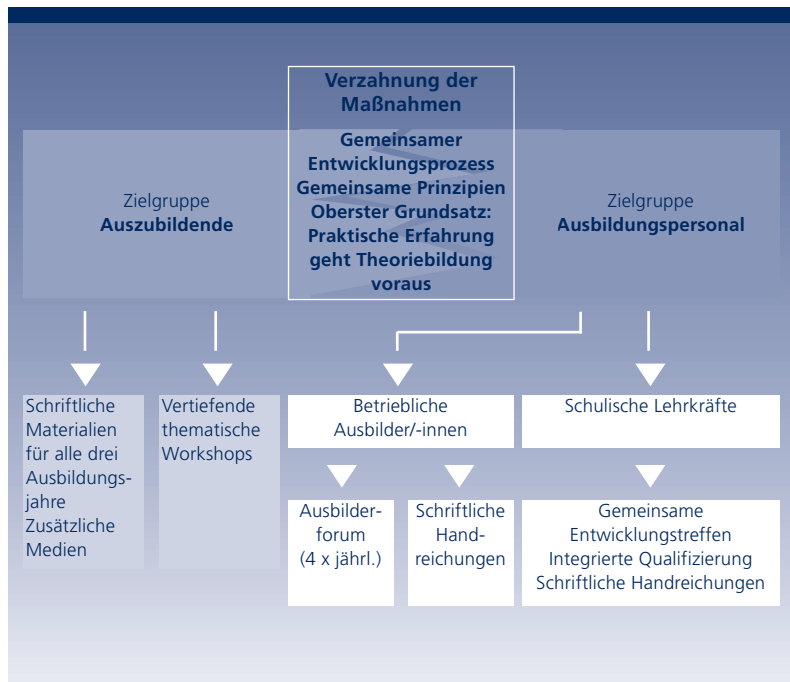 Verzahnung der
Maßnahmen
Gemeinsamer
Entwicklungsprozess
Gemeinsame Prinzipien
Oberster Grundsatz:
Praktische Erfahrung
geht Theoriebildung
voraus
Zielgruppe
Auszubildende
Zielgruppe
Ausbildungspersonal
Schriftliche
Materialien
für alle drei
Ausbildungs-
jahre
Zusätzliche
Medien
Vertiefende
thematische
Workshops
Betriebliche
Ausbilder/-innen
Schulische Lehrkräfte
Ausbilder-
forum
(4 x jährl.)
Schriftliche
Hand-
reichungen
Gemeinsame
Entwicklungstreffen
Integrierte Qualifizierung
Schriftliche Handreichungen